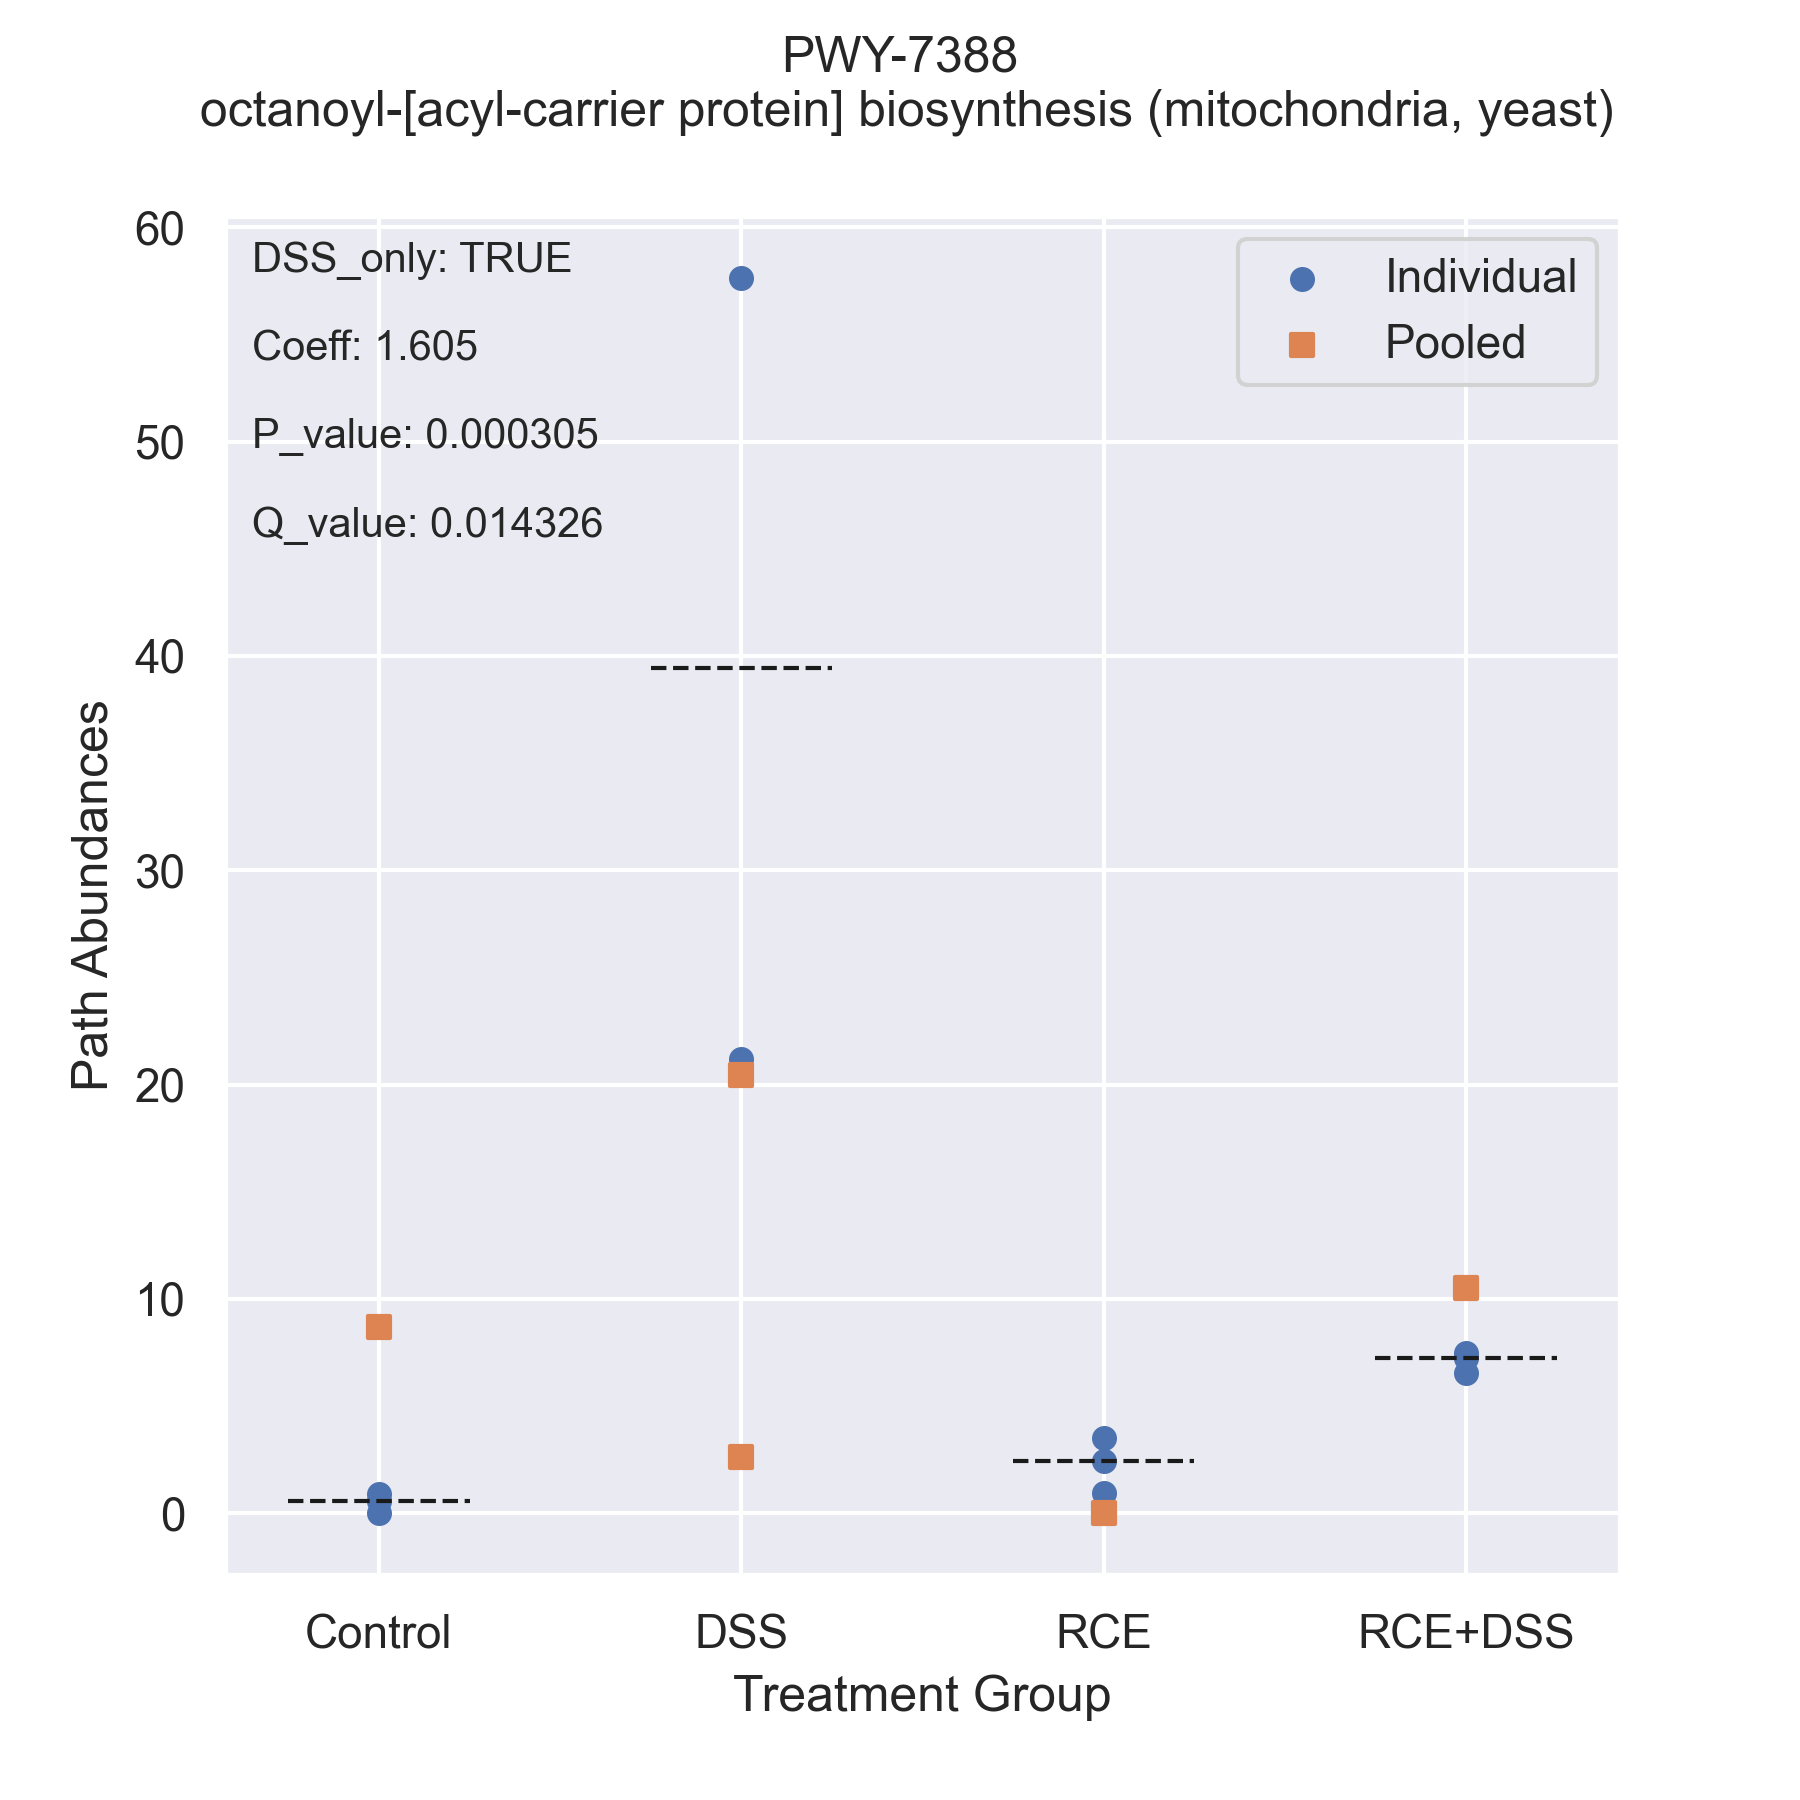 PWY-7388
octanoyl-[acyl-carrier protein] biosynthesis (mitochondria, yeast)
60
50
40
30
20
10
0
Path Abundances
DSS_only: TRUE
Coeff: 1.605
P_value: 0.000305
Q_value: 0.014326
Individual
Pooled
Control DSS RCE RCE+DSS
Treatment Group